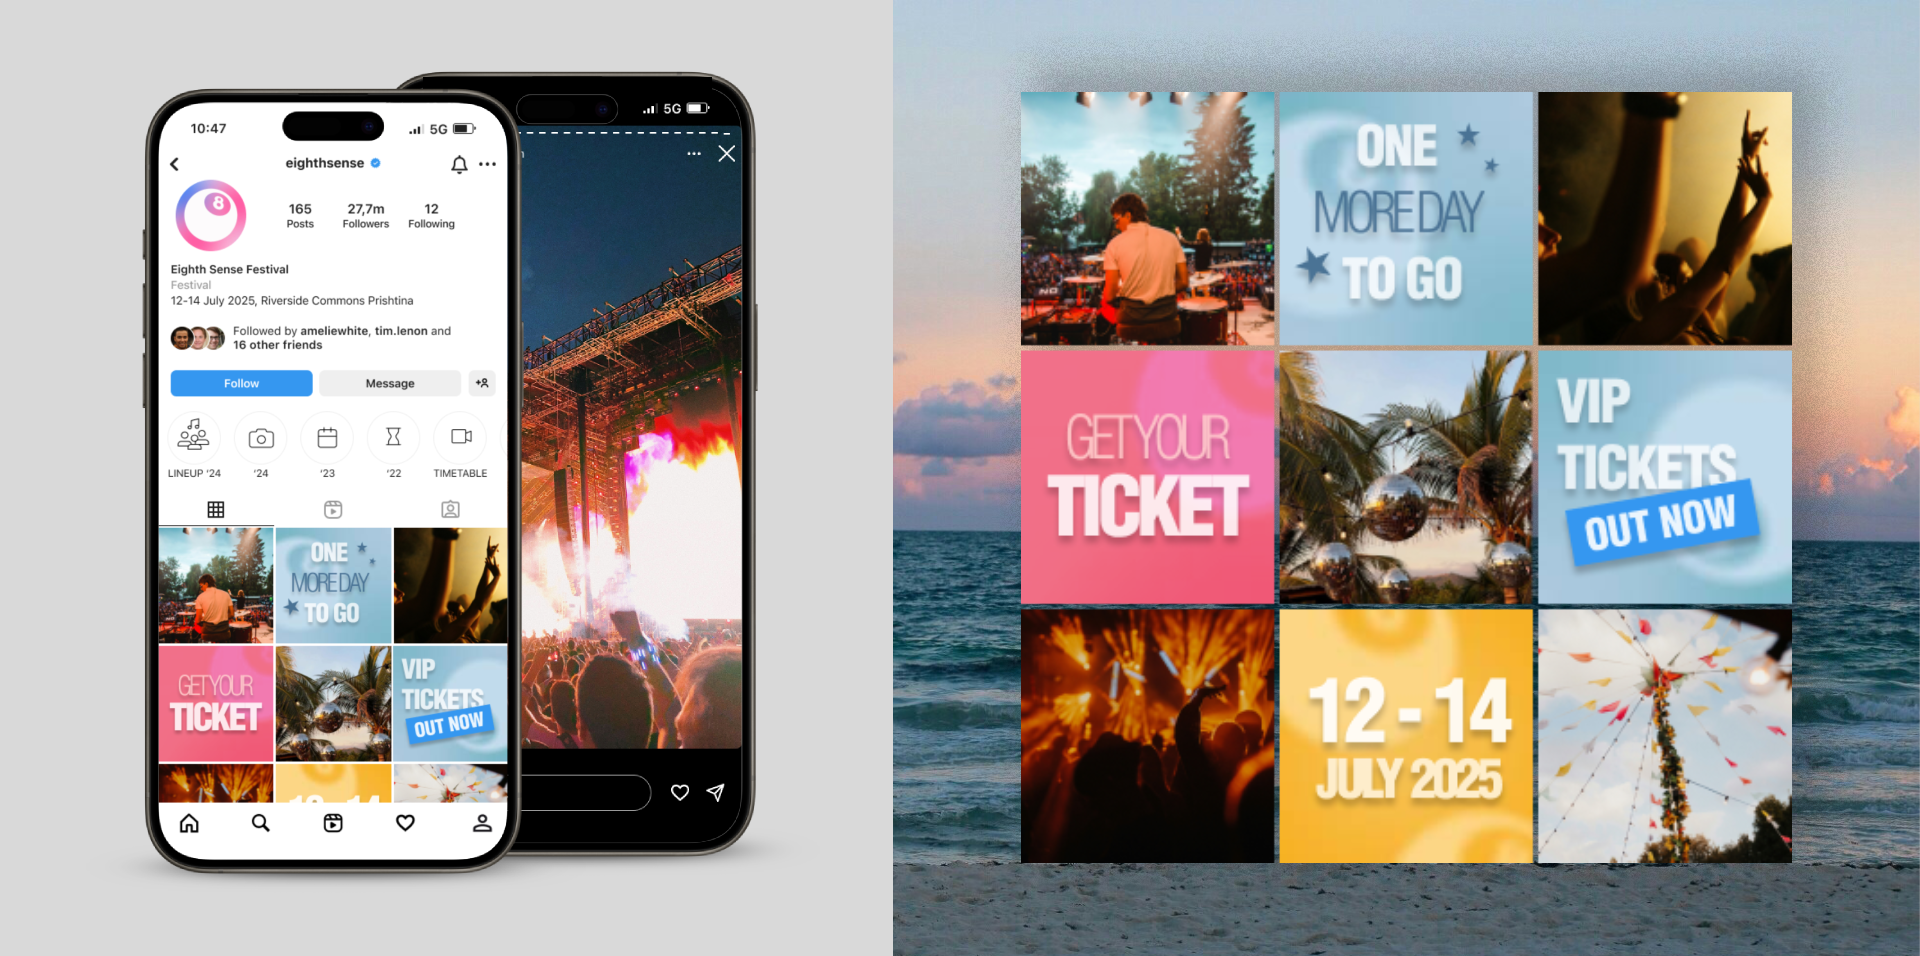 10:47
5G
eighthsense
8
165
27,7m
12
Posts
Followers
Following
Eighth Sense Festival
Festival
12-14 July 2025, Riverside Commons Prishtina
Followed by ameliewhite, tim.lenon and
16 other friends
Follow
Message
LINEUP ‘24
‘24
‘23
‘22
TIMETABLE
ONE
MORE DAY
TO GO
GET YOUR
TICKET
VIP
TICKETS
OUT NOW
12 - 14
5G
ONE
MORE DAY
TO GO
GET YOUR
TICKET
VIP
TICKETS
OUT NOW
12 - 14
JULY 2025